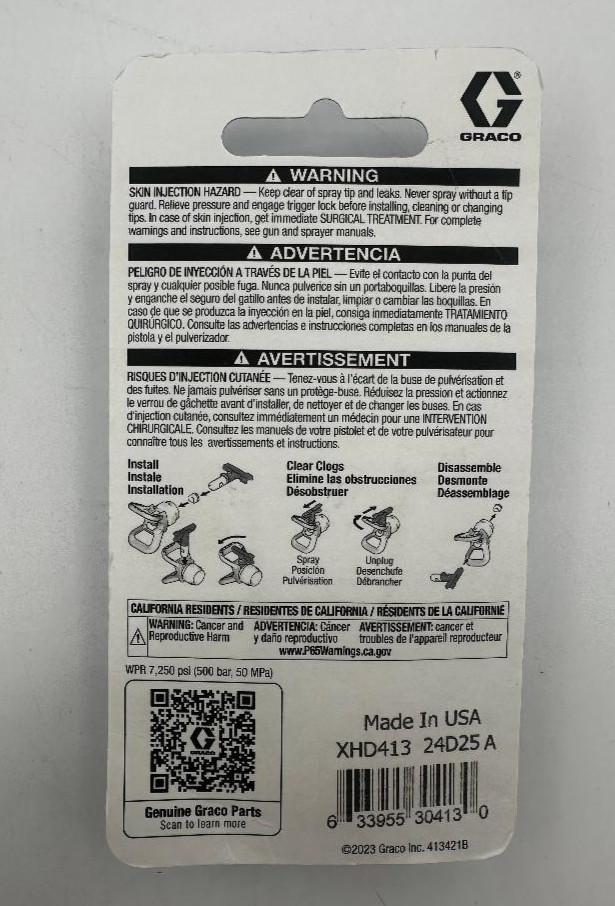 GRACO
WARNING
SKIN INJECTION HAZARD — Keep clear of spray tip and leaks. Never spray without a tip
guard. Relieve pressure and engage trigger lock before installing, cleaning or changing
tips. In case of skin injection, get immediate SURGICAL TREATMENT. For complete
warnings and instructions, see gun and sprayer manuals.
ADVERTENCIA
PELIGRO DE INYECCIÓN A TRAVÉS DE LA PIEL — Evite el contacto con la punta del
spray y cualquier posible fuga. Nunca pulverice sin un portaboquillas. Libere la presión
y enganche el seguro del gatillo antes de instalar, limpiar o cambiar las boquillas. En
caso de que se produzca la inyección en la piel, consiga inmediatamente TRATAMIENTO
QUIRÚRGICO. Consulte las advertencias e instrucciones completas en los manuales de la
pistola y el pulverizador.
AVERTISSEMENT
RISQUES D'INJECTION CUTANÉE — Tenez-vous à l'écart de la buse de pulvérisation et
des fuites. Ne jamais pulvériser sans un protège-buse. Réduisez la pression et actionnez
le verrou de gâchette avant d'installer, de nettoyer et de changer les buses. En cas
d'injection cutanée, consultez immédiatement un médecin pour une INTERVENTION
CHIRURGICALE. Consultez les manuels de votre pistolet et de votre pulvérisateur pour
connaître tous les avertissements et instructions.
Install
Instale
Installation
Clear Clogs
Elimine las obstrucciones
Désobstruer
Disassemble
Desmonte
Déassemblage
Spray
Posición
Pulvérisation
Unplug
Desenchufe
Débrancher
CALIFORNIA RESIDENTS / RESIDENTES DE CALIFORNIA / RÉSIDENTS DE LA CALIFORNIE
WARNING: Cancer and
Reproductive Harm
ADVERTENCIA: Cáncer
y daño reproductivo
AVERTISSEMENT: cancer et
troubles de l'appareil reproducteur
www.P65Warnings.ca.gov
WPR 7,250 psi (500 bar, 50 MPa)
GRACO
Genuine Graco Parts
Scan to learn more
Made In USA
XHD413 24D25 A
6 33955 30413 0
©2023 Graco Inc. 413421B